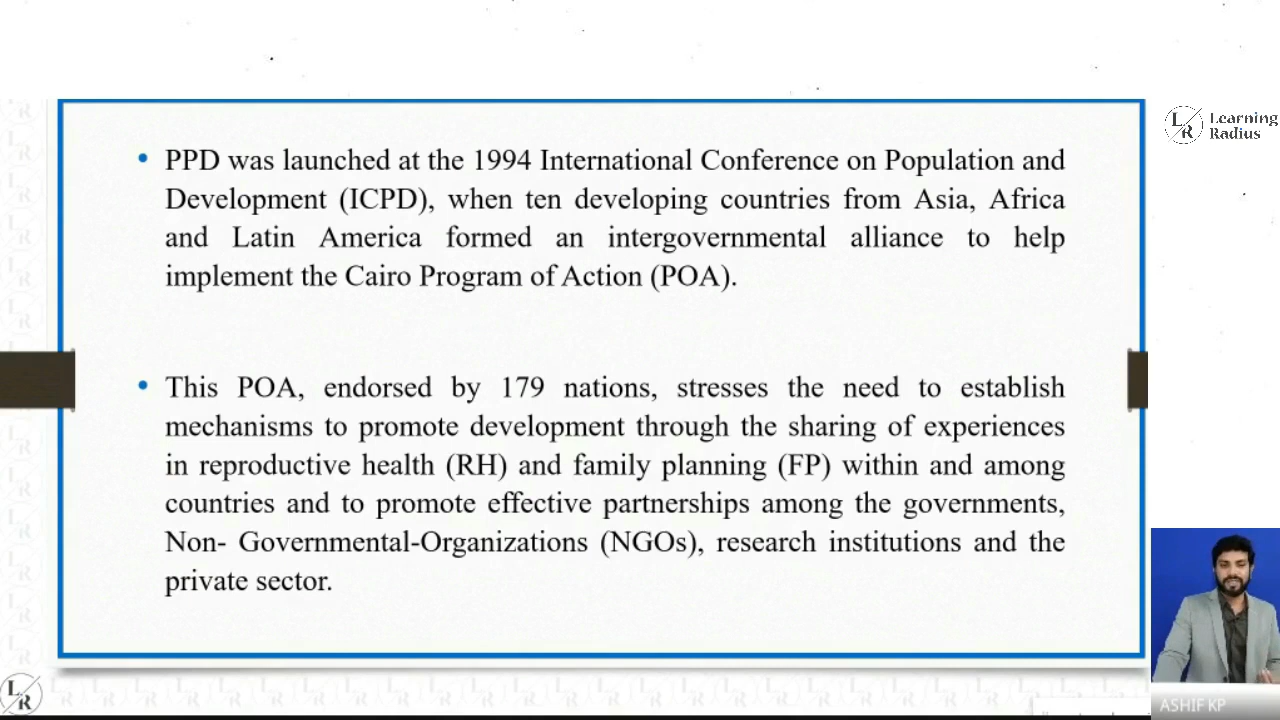 PPD was launched at the 1994 International Conference on Population and
Development (ICPD), when ten developing countries from Asia, Africa
and Latin America formed an intergovernmental alliance to help
implement the Cairo Program of Action (POA).
This POA, endorsed by 179 nations, stresses the need to establish
mechanisms to promote development through the sharing of experiences
in reproductive health (RH) and family planning (FP) within and among
countries and to promote effective partnerships among the governments,
Non- Governmental-Organizations (NGOs), research institutions and the
private sector.
LR Learning
Radius
LR
ASHIF KP